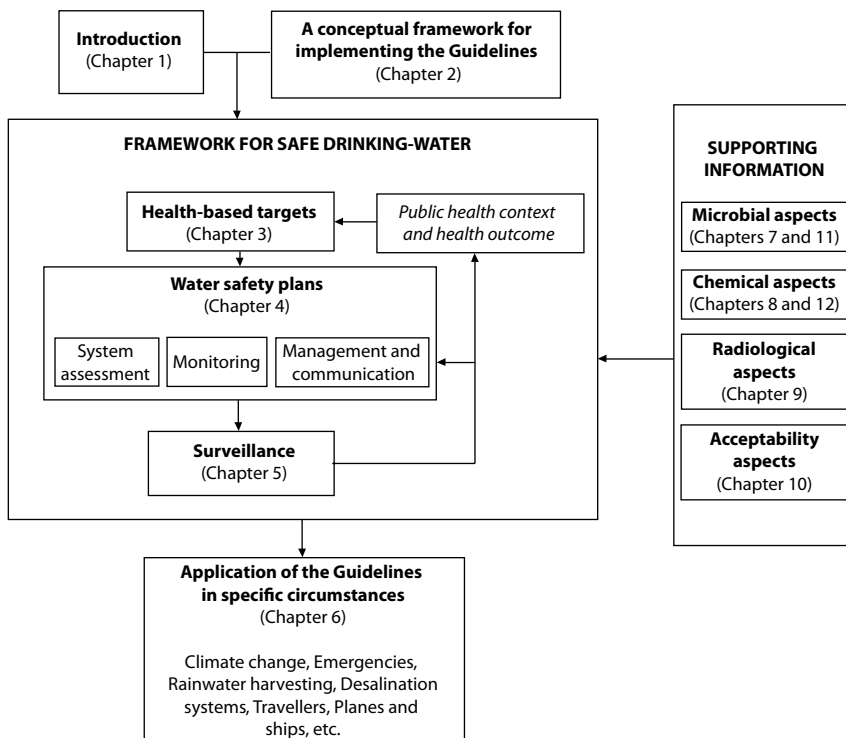 Introduction
(Chapter 1)
A conceptual framework for
implementing the Guidelines
(Chapter 2)
FRAMEWORK FOR SAFE DRINKING-WATER
Health-based targets
(Chapter 3)
Public health context
and health outcome
Water safety plans
(Chapter 4)
System
assessment
Monitoring
Management and
communication
Surveillance
(Chapter 5)
SUPPORTING
INFORMATION
Microbial aspects
(Chapters 7 and 11)
Chemical aspects
(Chapters 8 and 12)
Radiological
aspects
(Chapter 9)
Acceptability
aspects
(Chapter 10)
Application of the Guidelines
in specific circumstances
(Chapter 6)
Climate change, Emergencies,
Rainwater harvesting, Desalination
systems, Travellers, Planes and
ships, etc.